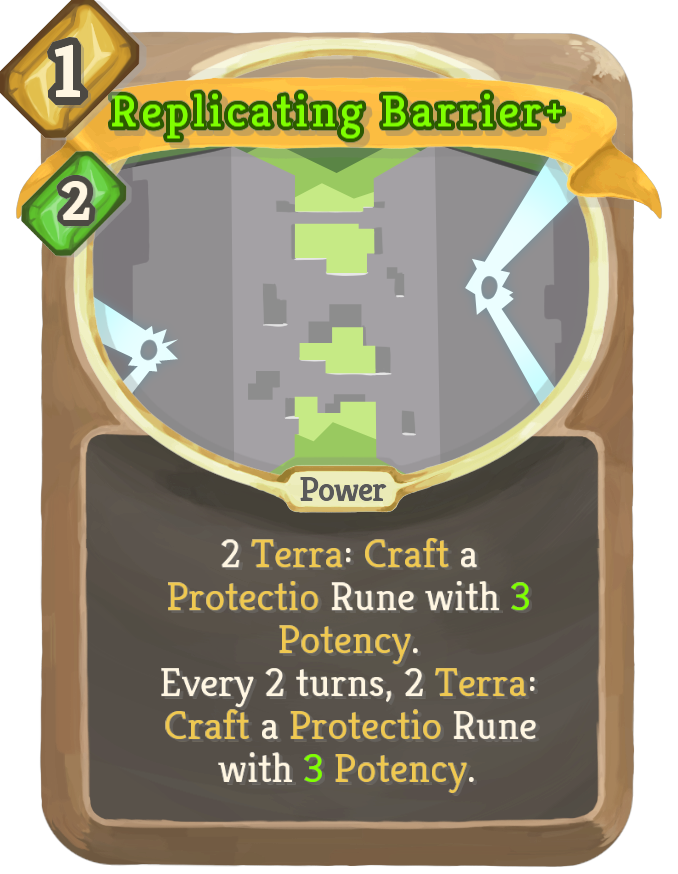 1
Replicating Barrier+
2
Power
2 Terra: Craft a
Protectio Rune with 3
Potency.
Every 2 turns, 2 Terra:
Craft a Protectio Rune
with 3 Potency.